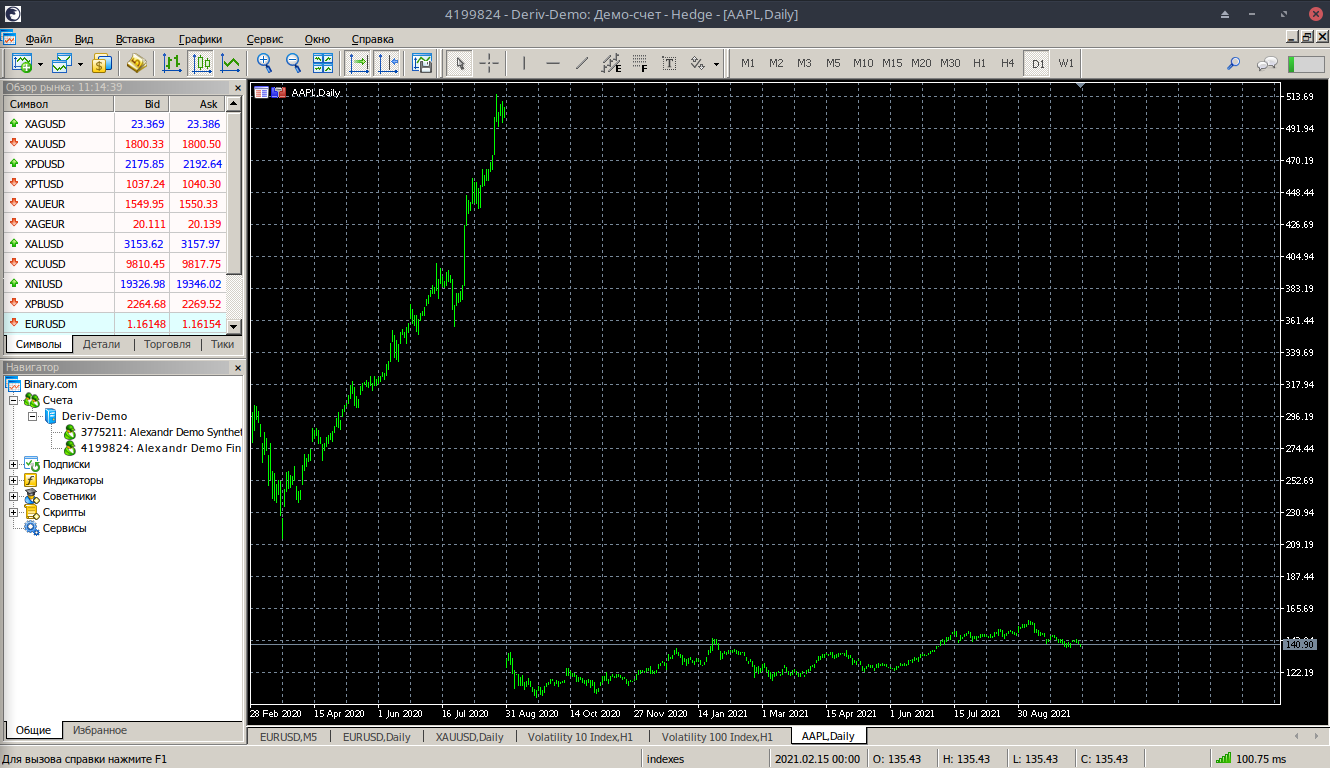 4199824 - Deriv-Demo: Демо-счет - Hedge - [AAPL,Daily]
Файл Вид Вставка Графики Сервис Окно Справка
M1 M2 M3 M5 M10 M15 M20 M30 H1 H4 D1 W1
Обзор рынка: 11:14:39
Символ Bid Ask
XAGUSD 23.369 23.386
XAUUSD 1800.33 1800.50
XPDUSD 2175.85 2192.64
XPTUSD 1037.24 1040.30
XAUEUR 1549.95 1550.33
XAGEUR 20.111 20.139
XALUSD 3153.62 3157.97
XCUUSD 9810.45 9817.75
XNIUSD 19326.98 19346.02
XPBUSD 2264.68 2269.52
EURUSD 1.16148 1.16154
Символы Детали Торговля Тики
Навигатор
Binary.com
Счета
Deriv-Demo
3775211: Alexandr Demo Synthet
4199824: Alexandr Demo Fin
Подписки
Индикаторы
Советники
Скрипты
Сервисы
Общие Избранное
AAPL,Daily
513.69
491.94
470.19
448.44
426.69
404.94
383.19
361.44
339.69
317.94
296.19
274.44
252.69
230.94
209.19
187.44
165.69
140.90
122.19
28 Feb 2020 15 Apr 2020 1 Jun 2020 16 Jul 2020 31 Aug 2020 14 Oct 2020 27 Nov 2020 14 Jan 2021 1 Mar 2021 15 Apr 2021 1 Jun 2021 15 Jul 2021 30 Aug 2021
EURUSD,M5 EURUSD,Daily XAUUSD,Daily Volatility 10 Index,H1 Volatility 100 Index,H1 AAPL,Daily
Для вызова справки нажмите F1 indexes 2021.02.15 00:00 O: 135.43 H: 135.43 L: 135.43 C: 135.43 100.75 ms